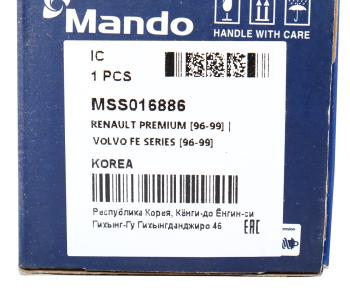 Mando
HANDLE WITH CARE
IC
1 PCS
MSS016886
RENAULT PREMIUM [96-99] |
VOLVO FE SERIES [96-99]
KOREA
Республика Корея, Кёнги-до Ёнгин-си
Гихынг-Гу Гихынгданджиро 46
EAC